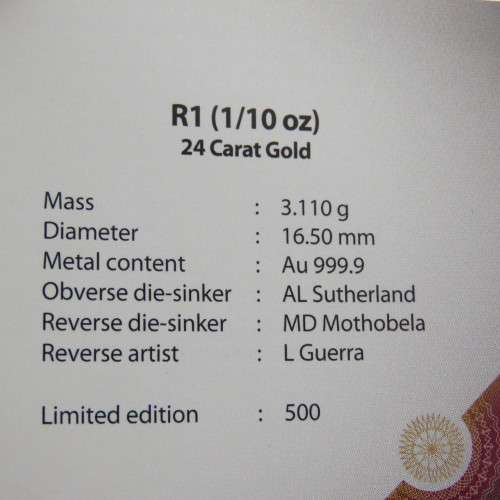 R1 (1/10 oz)
24 Carat Gold
Mass : 3.110 g
Diameter : 16.50 mm
Metal content : Au 999.9
Obverse die-sinker : AL Sutherland
Reverse die-sinker : MD Mothobela
Reverse artist : L Guerra
Limited edition : 500